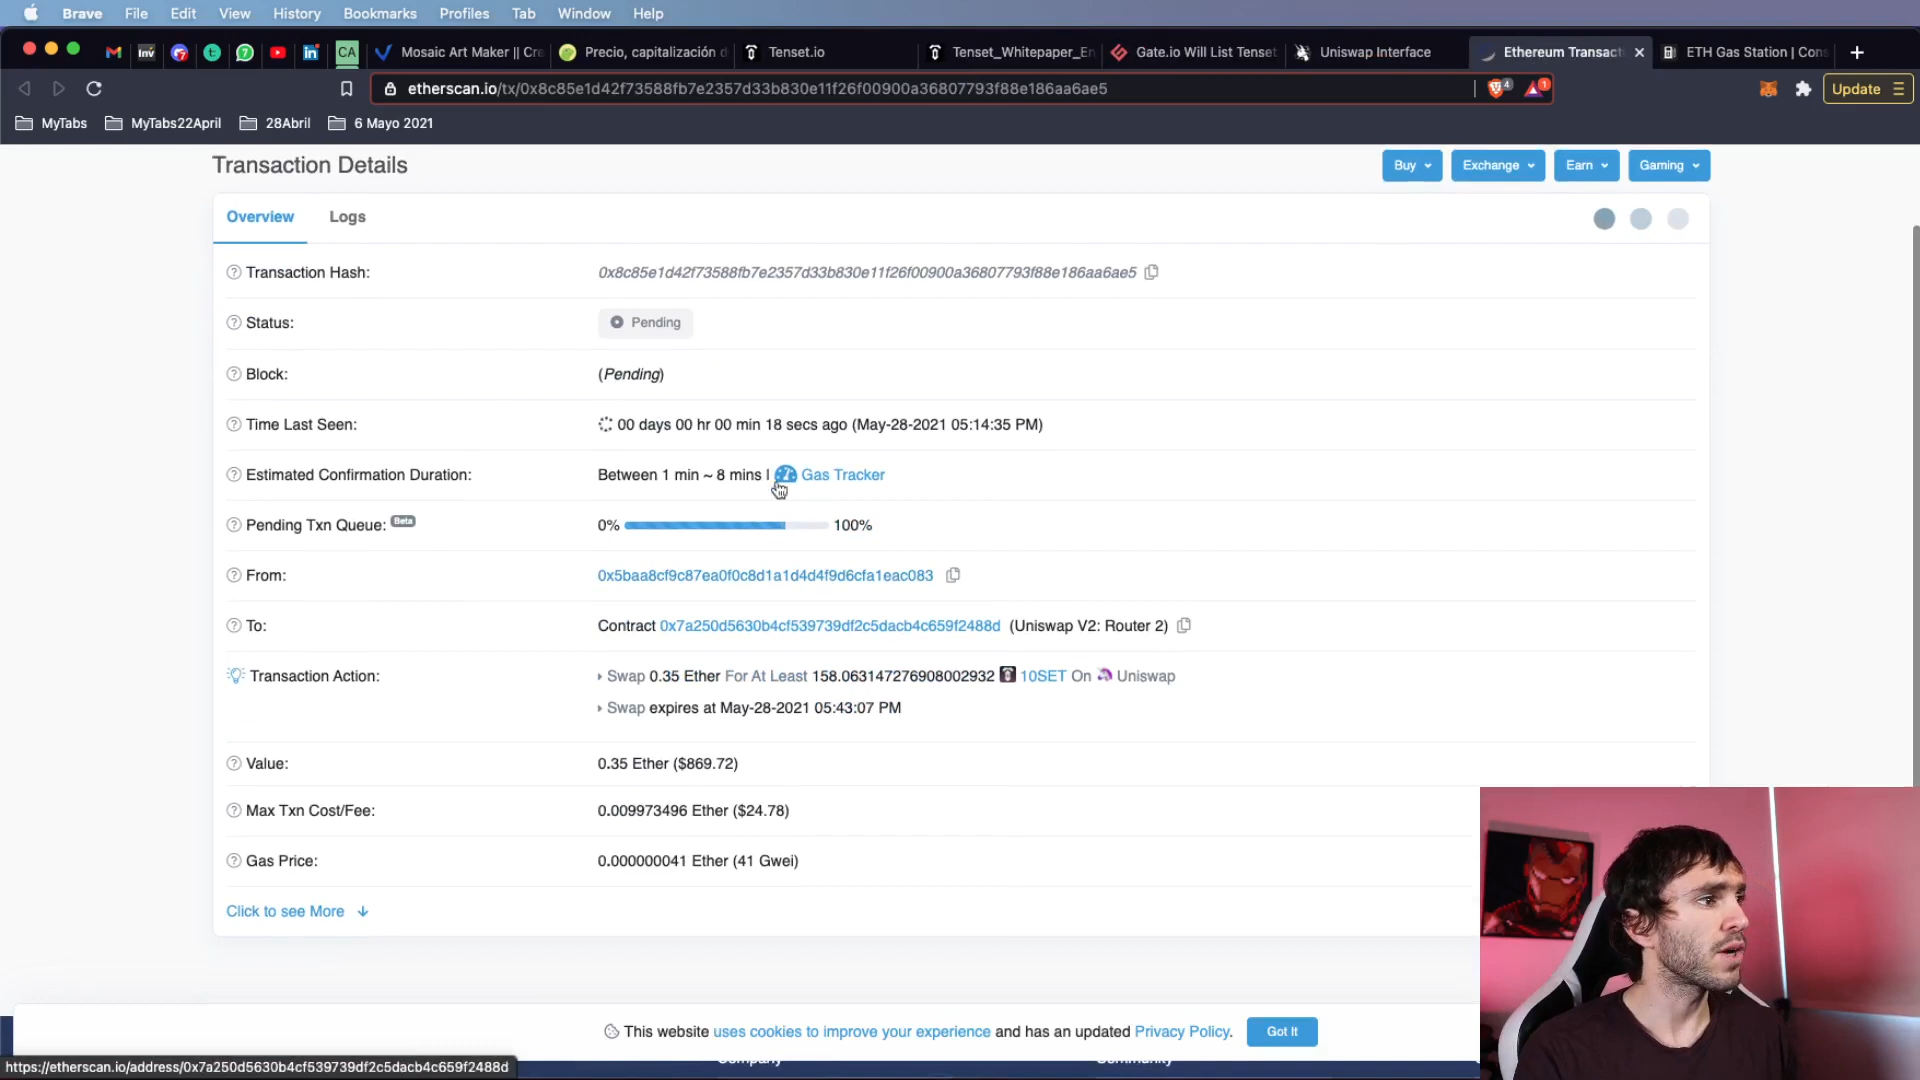 Brave File Edit View History Bookmarks Profiles Tab Window Help
inv CA Mosaic Art Maker || Cre Precio, capitalización d Tenset.io Tenset_Whitepaper_En Gate.io Will List Tenset Uniswap Interface Ethereum Transact ETH Gas Station | Cons
etherscan.io/tx/0x8c85e1d42f73588fb7e2357d33b830e11f26f00900a36807793f88e186aa6ae5 4 1 Update
MyTabs MyTabs22April 28Abril 6 Mayo 2021
Transaction Details Buy Exchange Earn Gaming
Overview Logs
Transaction Hash: 0x8c85e1d42f73588fb7e2357d33b830e11f26f00900a36807793f88e186aa6ae5
Status: Pending
Block: (Pending)
Time Last Seen: 00 days 00 hr 00 min 18 secs ago (May-28-2021 05:14:35 PM)
Estimated Confirmation Duration: Between 1 min ~ 8 mins | Gas Tracker
Pending Txn Queue: Beta 0% 100%
From: 0x5baa8cf9c87ea0f0c8d1a1d4d4f9d6cfa1eac083
To: Contract 0x7a250d5630b4cf539739df2c5dacb4c659f2488d (Uniswap V2: Router 2)
Transaction Action: Swap 0.35 Ether For At Least 158.063147276908002932 10SET On Uniswap
Swap expires at May-28-2021 05:43:07 PM
Value: 0.35 Ether ($869.72)
Max Txn Cost/Fee: 0.009973496 Ether ($24.78)
Gas Price: 0.000000041 Ether (41 Gwei)
Click to see More
This website uses cookies to improve your experience and has an updated Privacy Policy. Got It
Company Community
https://etherscan.io/address/0x7a250d5630b4cf539739df2c5dacb4c659f2488d